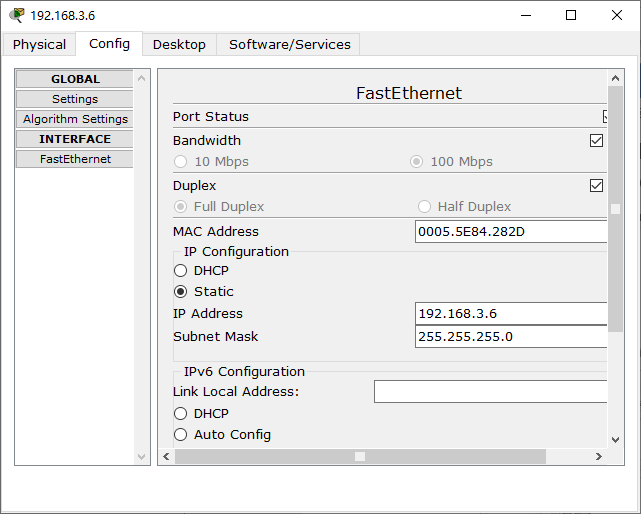 192.168.3.6
Physical Config Desktop Software/Services
GLOBAL
Settings
Algorithm Settings
INTERFACE
FastEthernet
FastEthernet
Port Status
Bandwidth
10 Mbps 100 Mbps
Duplex
Full Duplex Half Duplex
MAC Address 0005.5E84.282D
IP Configuration
DHCP
Static
IP Address 192.168.3.6
Subnet Mask 255.255.255.0
IPv6 Configuration
Link Local Address:
DHCP
Auto Config